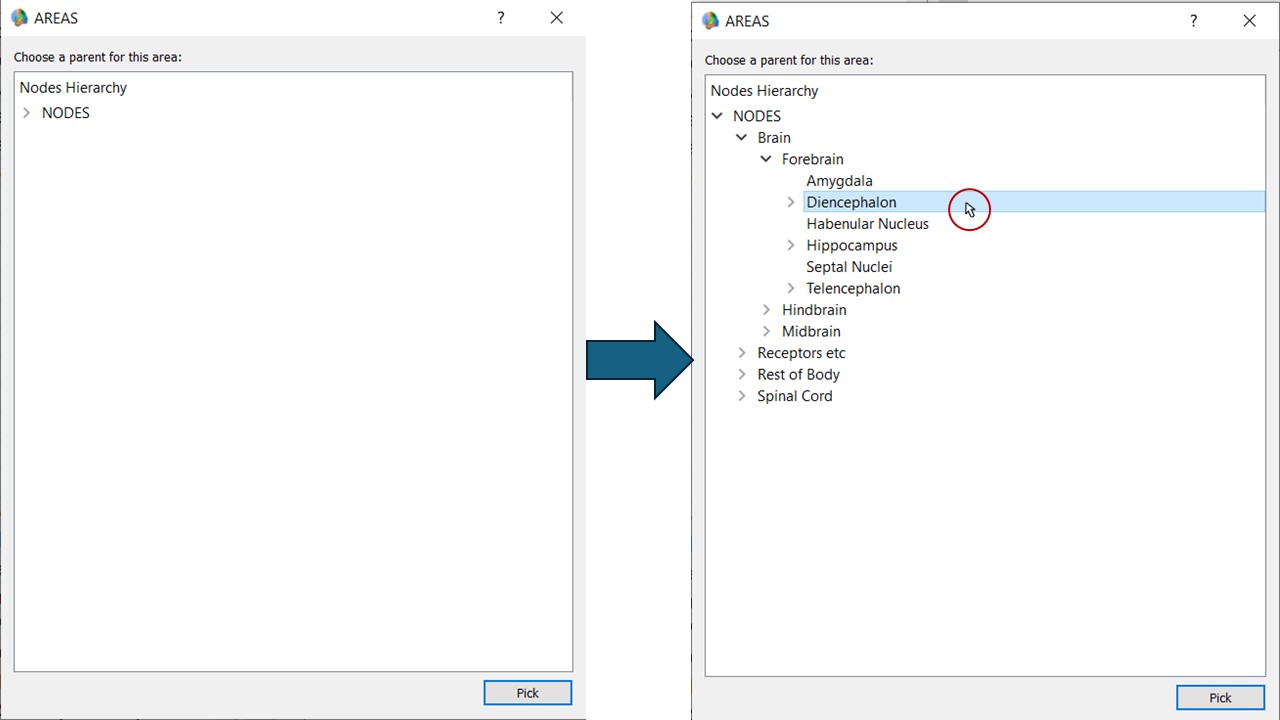 AREAS
?
Choose a parent for this area:
Nodes Hierarchy
NODES
Pick
AREAS
?
Choose a parent for this area:
Nodes Hierarchy
NODES
Brain
Forebrain
Amygdala
Diencephalon
Habenular Nucleus
Hippocampus
Septal Nuclei
Telencephalon
Hindbrain
Midbrain
Receptors etc
Rest of Body
Spinal Cord
Pick